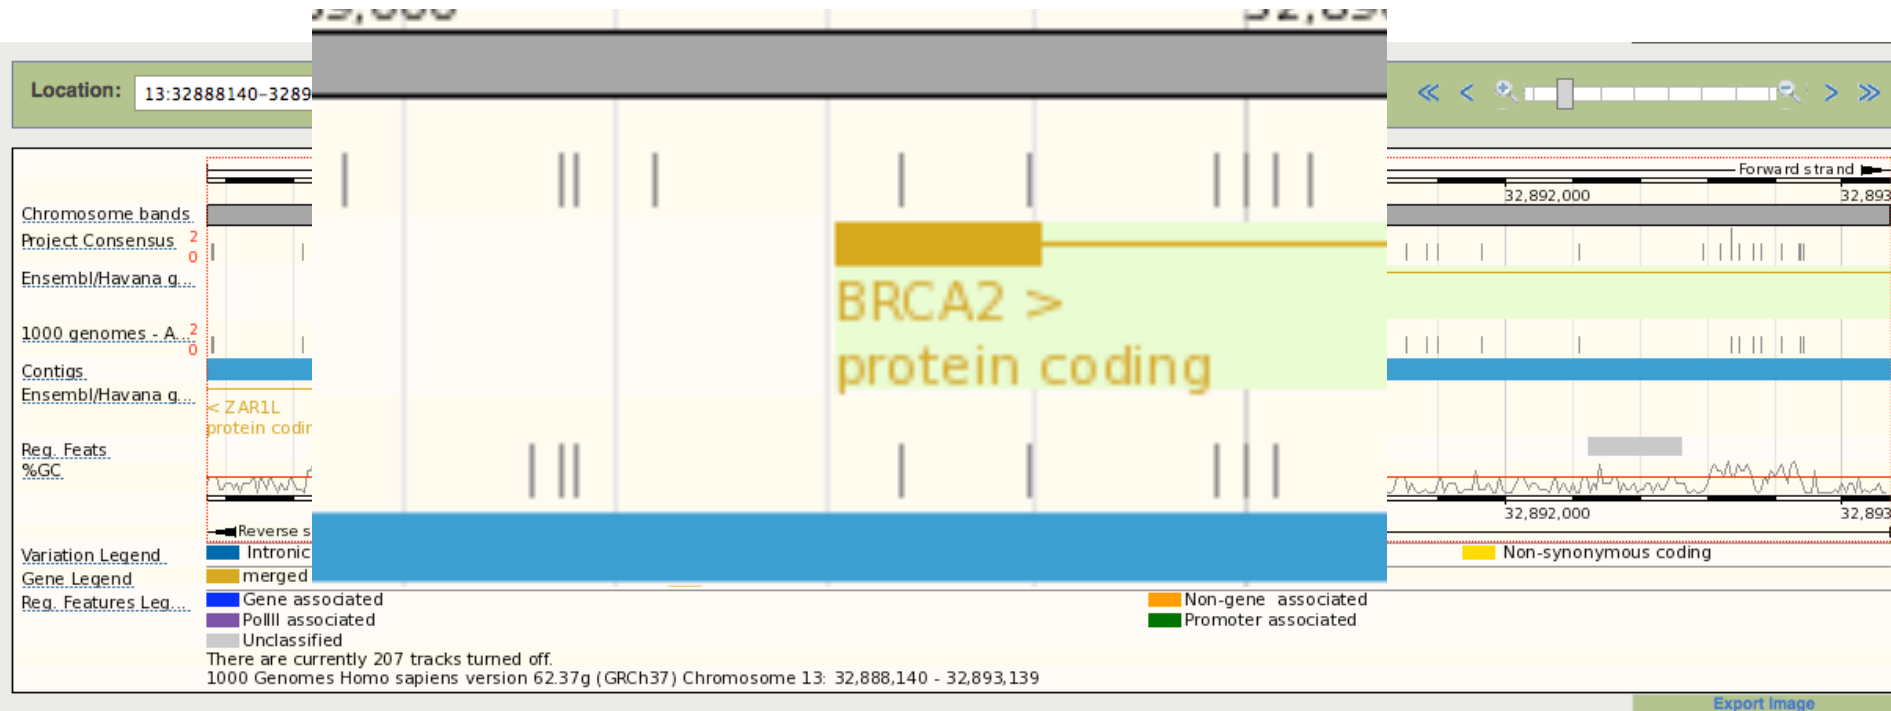 Location: 13:32888140-3289
Forward strand
32,892,000 32,893
Chromosome bands
Project Consensus 2
0
Ensembl/Havana g...
BRCA2 >
protein coding
1000 genomes - A... 2
0
Contigs
Ensembl/Havana g...
< ZAR1L
protein codin
Reg. Feats
%GC
32,892,000 32,893
Reverse s
Variation Legend Intronic Non-synonymous coding
Gene Legend merged
Reg. Features Leg... Gene associated Non-gene associated
PolIII associated Promoter associated
Unclassified
There are currently 207 tracks turned off.
1000 Genomes Homo sapiens version 62.37g (GRCh37) Chromosome 13: 32,888,140 - 32,893,139
Export Image